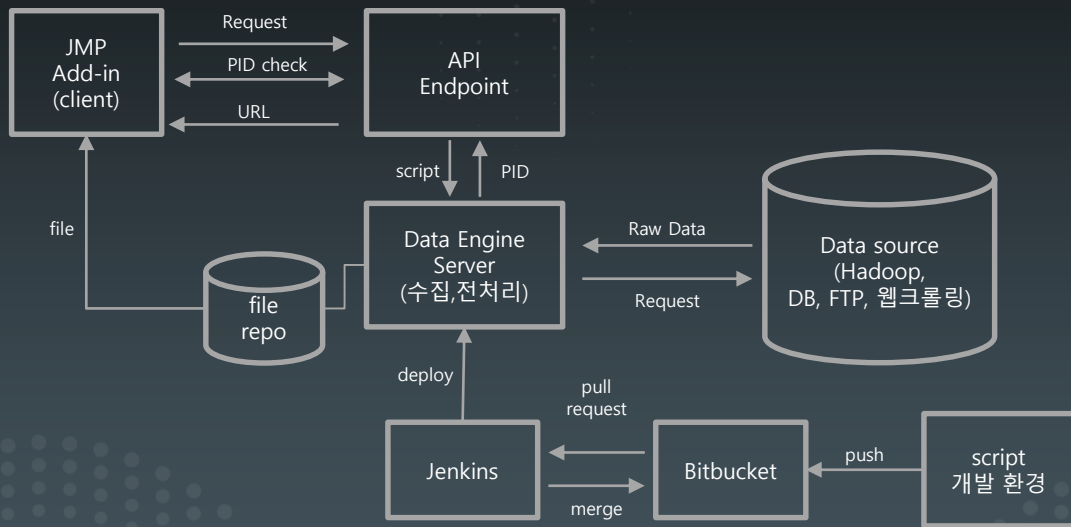 JMP
Add-in
(client)
Request
PID check
URL
API
Endpoint
script
PID
file
file
repo
Data Engine
Server
(수집,전처리)
Raw Data
Request
Data source
(Hadoop,
DB, FTP, 웹크롤링)
deploy
pull
request
Jenkins
merge
Bitbucket
push
script
개발 환경